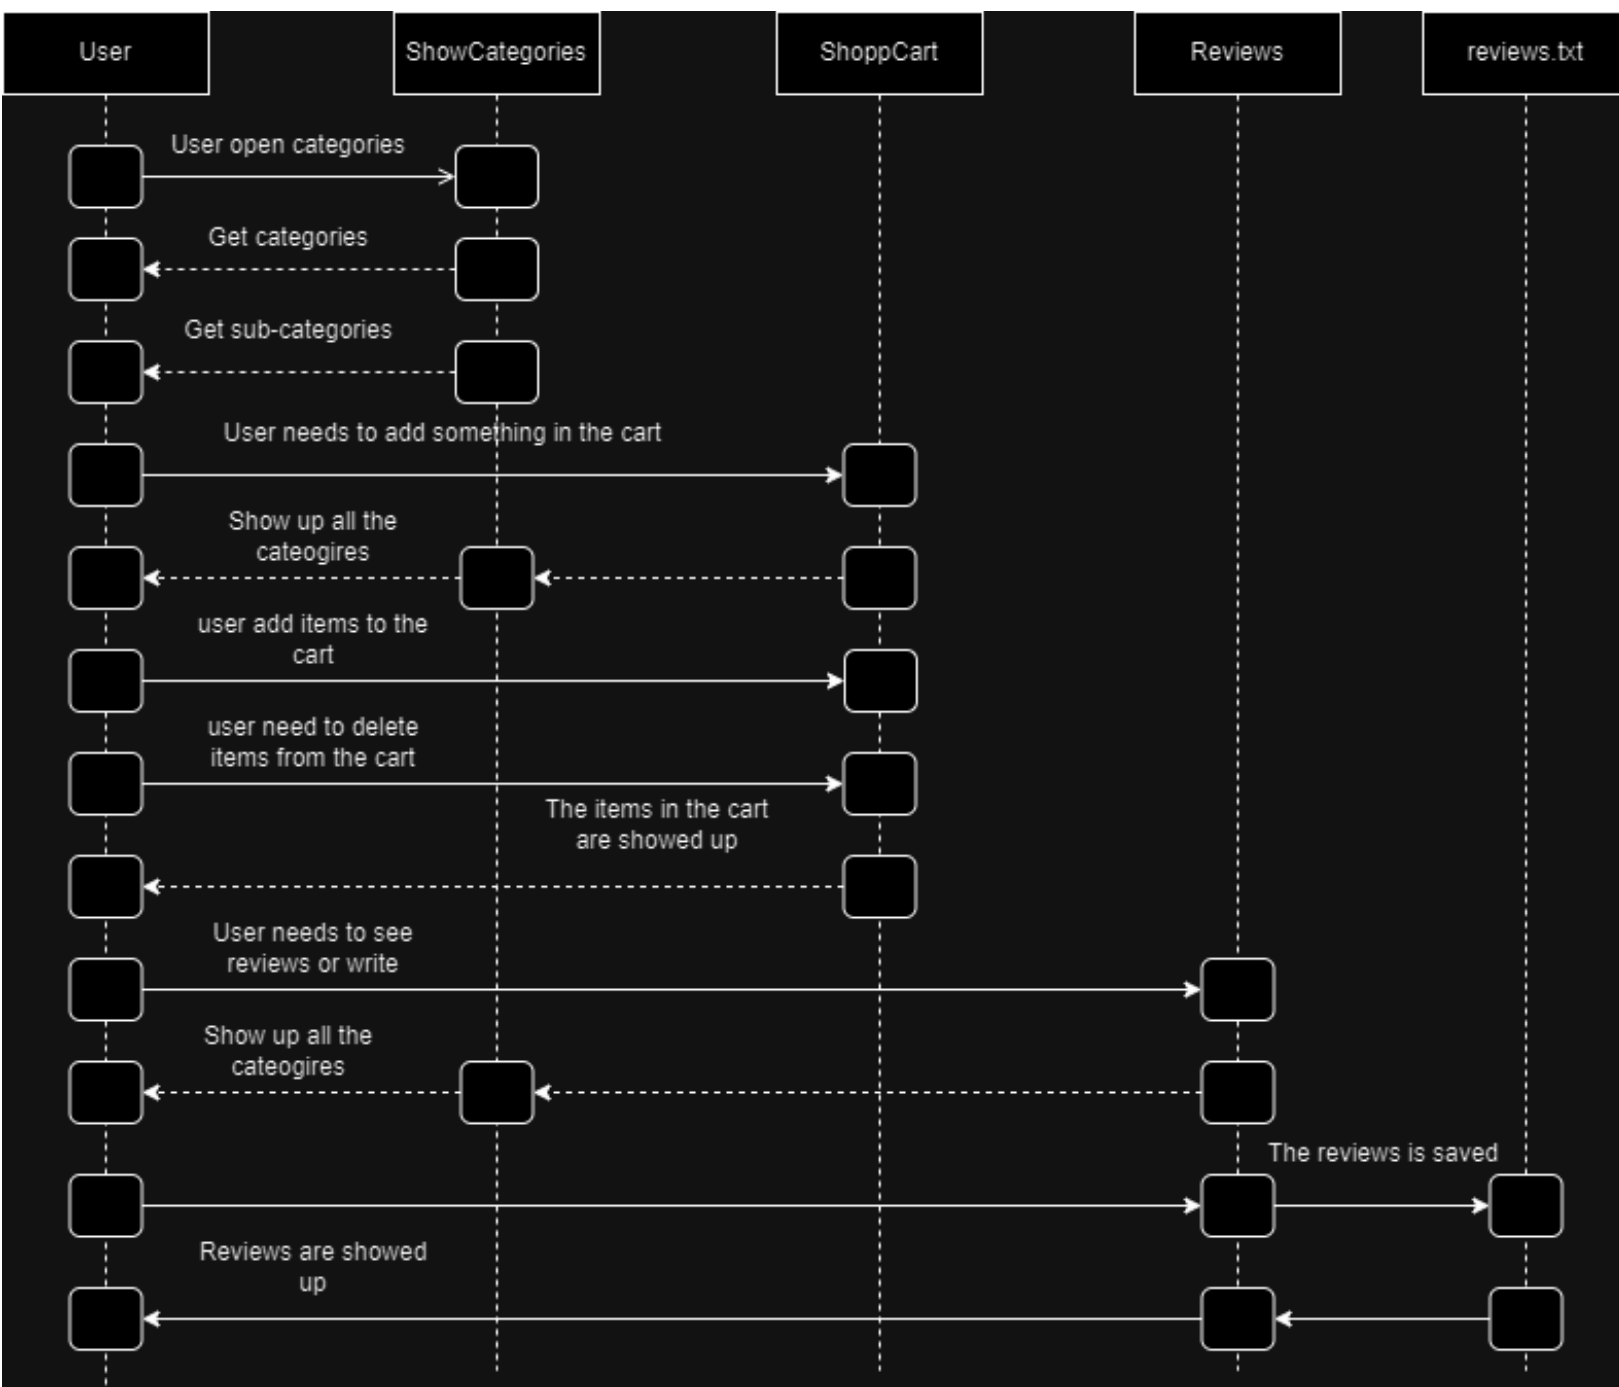 User
ShowCategories
ShoppCart
Reviews
reviews.txt
User open categories
Get categories
Get sub-categories
User needs to add something in the cart
Show up all the
cateogires
user add items to the
cart
user need to delete
items from the cart
The items in the cart
are showed up
User needs to see
reviews or write
Show up all the
cateogires
The reviews is saved
Reviews are showed
up